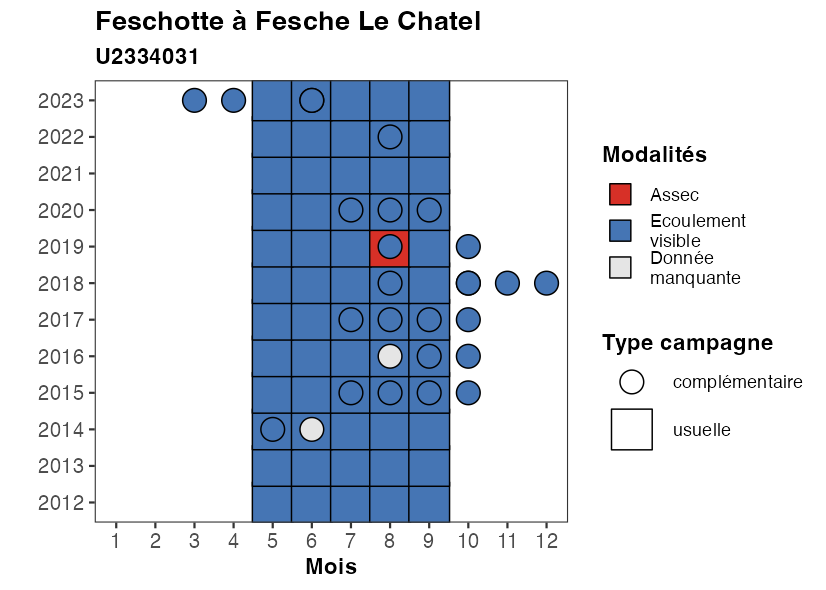 Feschotte à Fesche Le Chatel
U2334031
2023
2022
2021
2020
2019
2018
2017
2016
2015
2014
2013
2012
1 2 3 4 5 6 7 8 9 10 11 12
Mois
Modalités
Assec
Ecoulement
visible
Donnée
manquante
Type campagne
complémentaire
usuelle